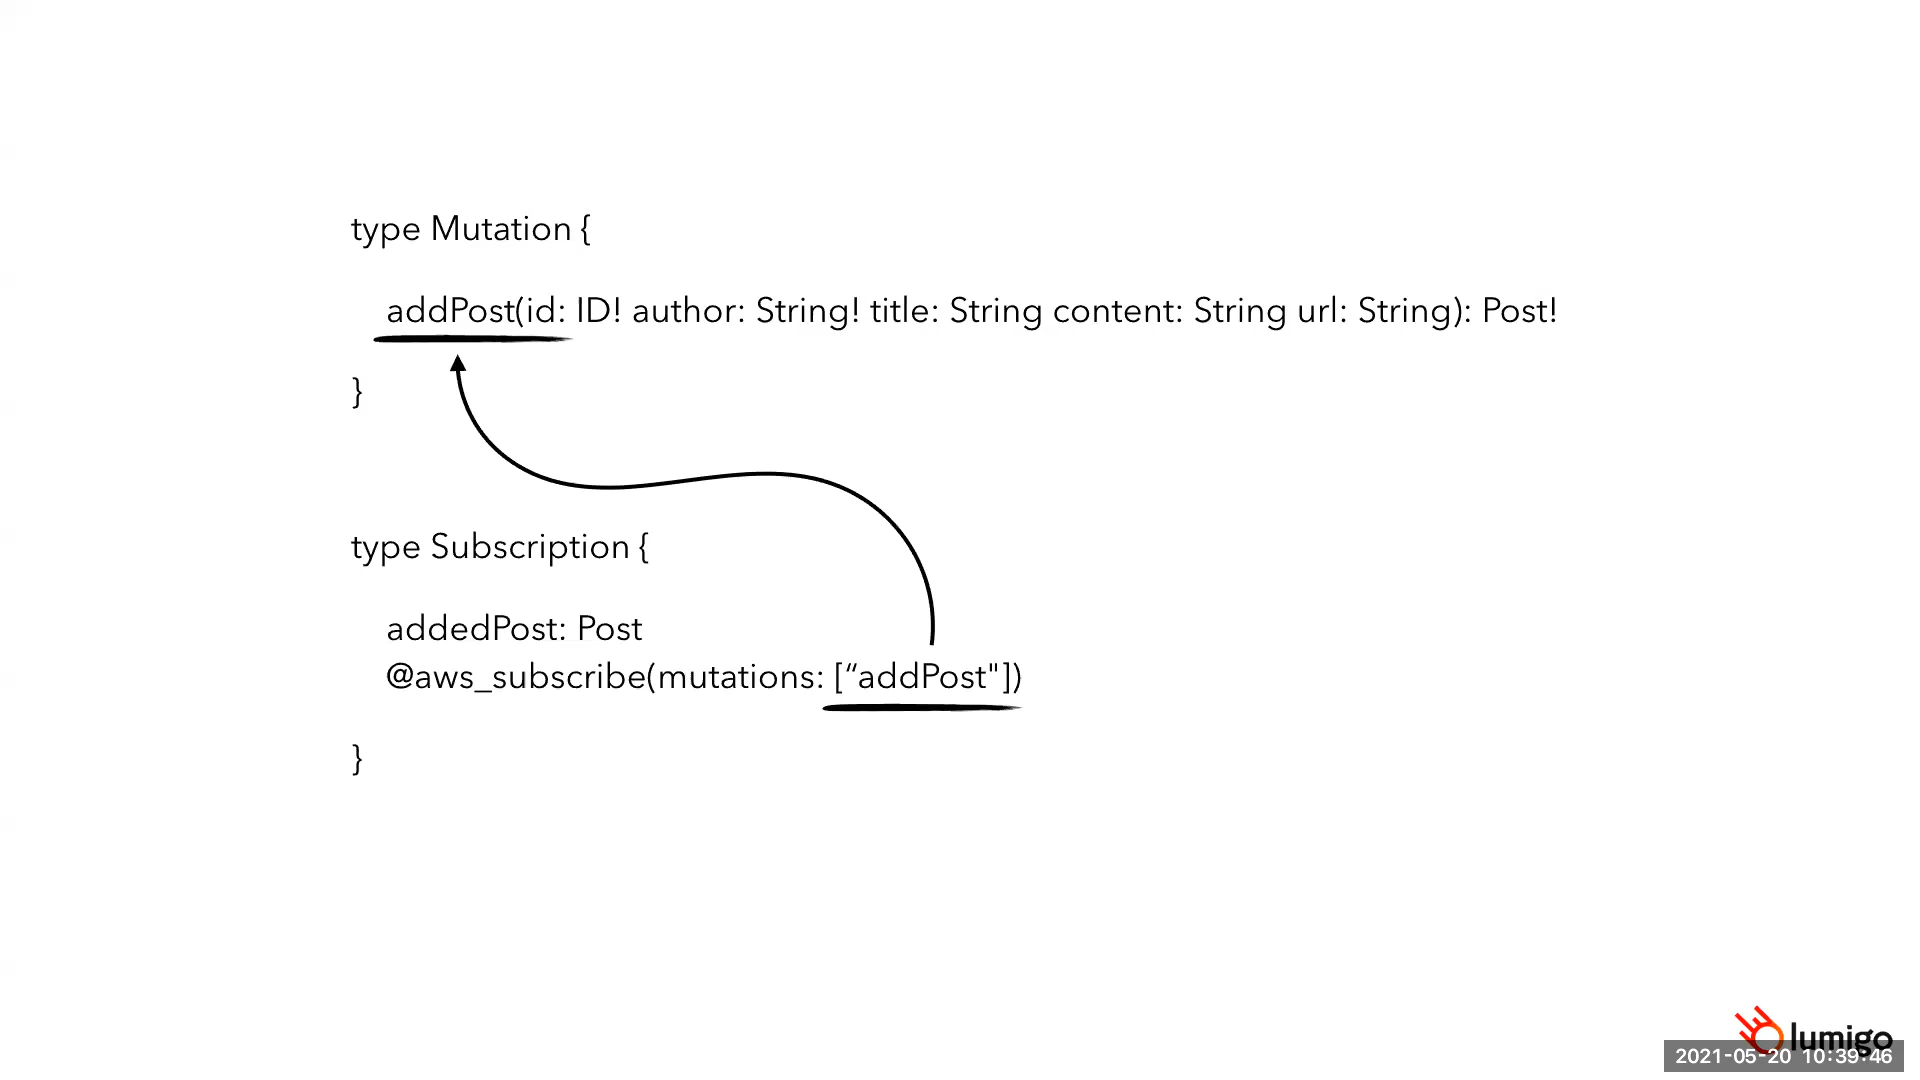 type Mutation {
addPost(id: ID! author: String! title: String content: String url: String): Post!
}
type Subscription {
addedPost: Post
@aws_subscribe(mutations: [“addPost"])
}
lumigo
2021-05-20 10:39:46